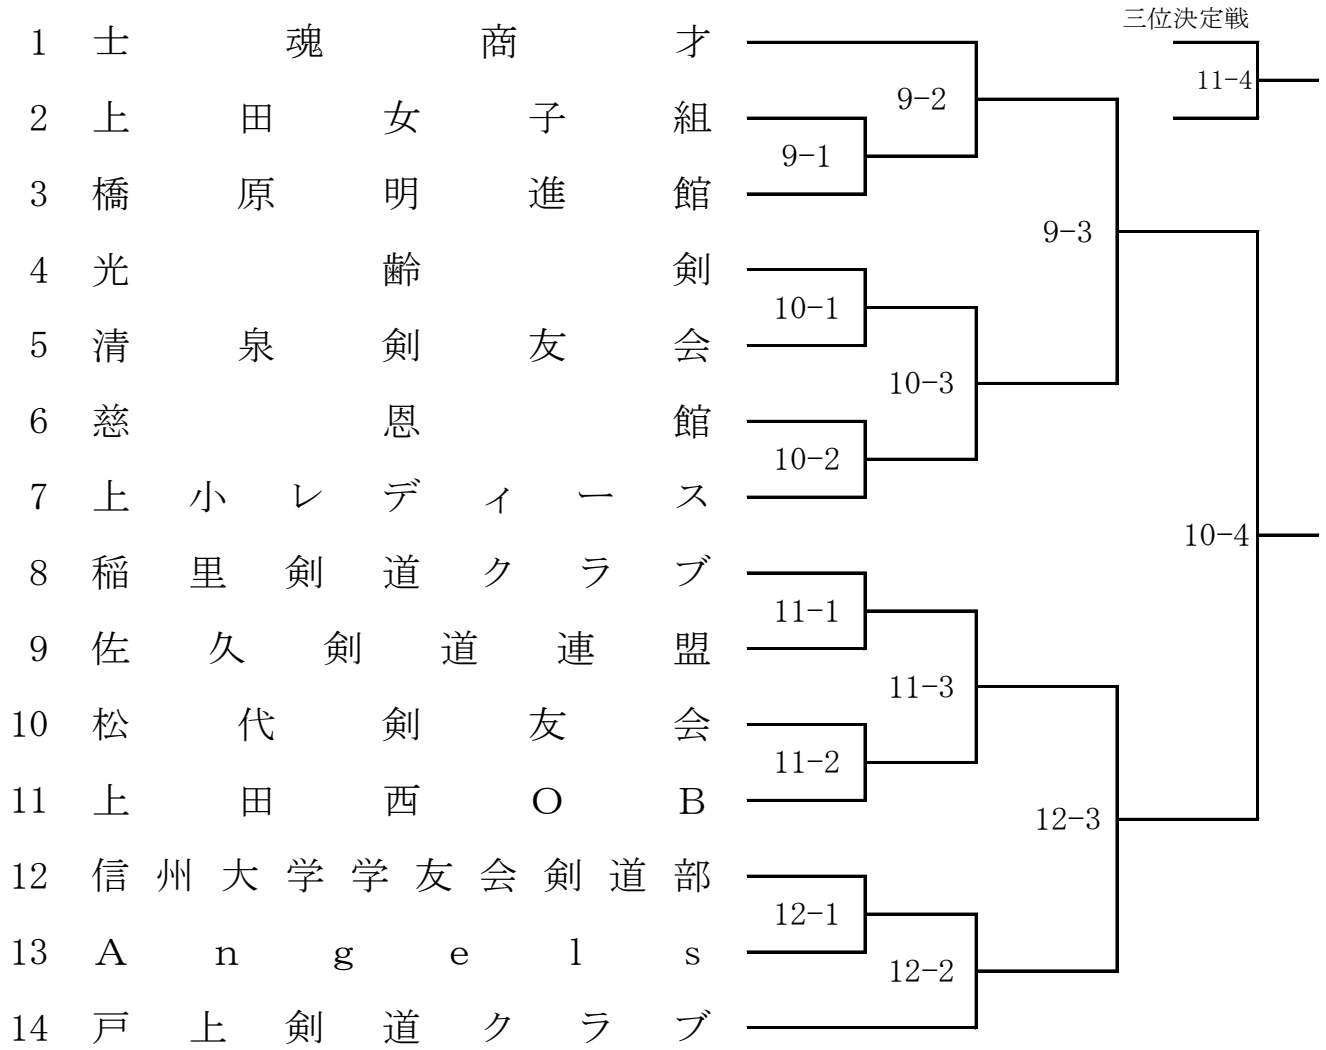 三位決定戦
1 士魂商才
2 上田女子組
3 橋原明進館
4 光齢剣
5 清泉剣友会
6 慈恩館
7 上小レディース
8 稲里剣道クラブ
9 佐久剣道連盟
10 松代剣友会
11 上田西OB
12 信州大学学友会剣道部
13 Angels
14 戸上剣道クラブ
9-1
10-1
10-2
11-1
11-2
12-1
9-2
10-3
11-3
12-2
9-3
12-3
10-4
11-4